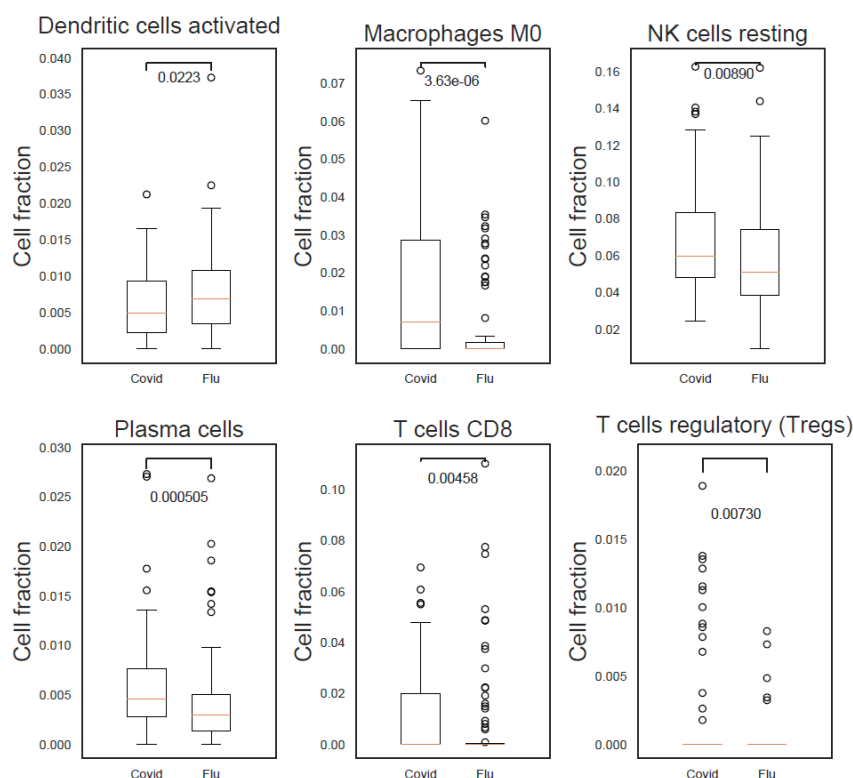 Dendritic cells activated
0.040
0.035
0.030
0.025
0.020
0.015
0.010
0.005
0.000
Cell fraction
0.0223
Covid Flu
Macrophages M0
0.07
0.06
0.05
0.04
0.03
0.02
0.01
0.00
Cell fraction
3.63e-06
Covid Flu
NK cells resting
0.16
0.14
0.12
0.10
0.08
0.06
0.04
0.02
Cell fraction
0.00890
Covid Flu
Plasma cells
0.030
0.025
0.020
0.015
0.010
0.005
0.000
Cell fraction
0.000505
Covid Flu
T cells CD8
0.10
0.08
0.06
0.04
0.02
0.00
Cell fraction
0.00458
Covid Flu
T cells regulatory (Tregs)
0.020
0.015
0.010
0.005
0.000
Cell fraction
0.00730
Covid Flu